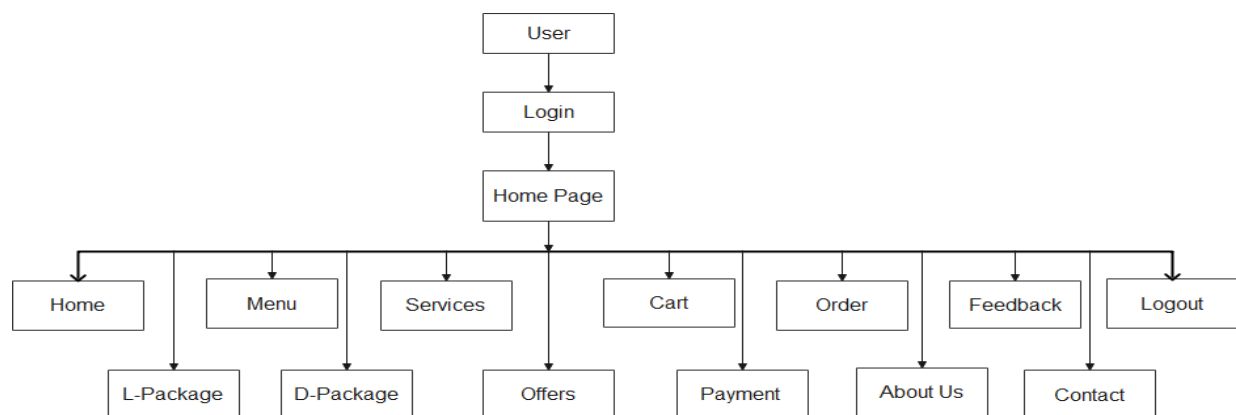 User
Login
Home Page
Home
Menu
Services
Cart
Order
Feedback
Logout
L-Package
D-Package
Offers
Payment
About Us
Contact